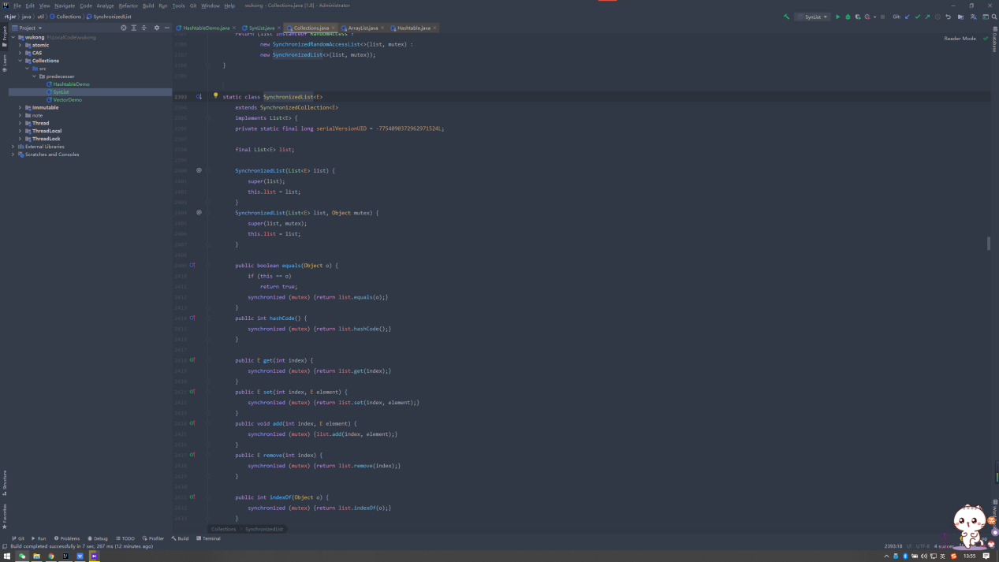 File Edit View Navigate Code Analyze Refactor Build Run Tools Git Window Help wukong - Collections.java [1.8] - Administrator
rt.jar java util Collections SynchronizedList
SynList
Git:
Project
HashtableDemo.java SynList.java Collections.java ArrayList.java Hashtable.java
Reader Mode
wukong F:\LocalCode\wukong
atomic
CAS
Collections
src
predecesser
HashtableDemo
SynList
VectorDemo
Immutable
note
Thread
ThreadLocal
ThreadLock
External Libraries
Scratches and Consoles
Project
Learn
Structure
Favorites
Database
return (list instanceof RandomAccess ?
new SynchronizedRandomAccessList<>(list, mutex) :
new SynchronizedList<>(list, mutex));
}
2393 static class SynchronizedList<E>
extends SynchronizedCollection<E>
implements List<E> {
private static final long serialVersionUID = -7754090372962971524L;
final List<E> list;
SynchronizedList(List<E> list) {
super(list);
this.list = list;
}
SynchronizedList(List<E> list, Object mutex) {
super(list, mutex);
this.list = list;
}
public boolean equals(Object o) {
if (this == o)
return true;
synchronized (mutex) {return list.equals(o);}
}
public int hashCode() {
synchronized (mutex) {return list.hashCode();}
}
public E get(int index) {
synchronized (mutex) {return list.get(index);}
}
public E set(int index, E element) {
synchronized (mutex) {return list.set(index, element);}
}
public void add(int index, E element) {
synchronized (mutex) {list.add(index, element);}
}
public E remove(int index) {
synchronized (mutex) {return list.remove(index);}
}
public int indexOf(Object o) {
synchronized (mutex) {return list.indexOf(o);}
}
Collections SynchronizedList
Git Run Problems Debug TODO Profiler Build Terminal
Build completed successfully in 7 sec, 267 ms (12 minutes ago)
2393:18 LF UTF-8 4
英 13:55